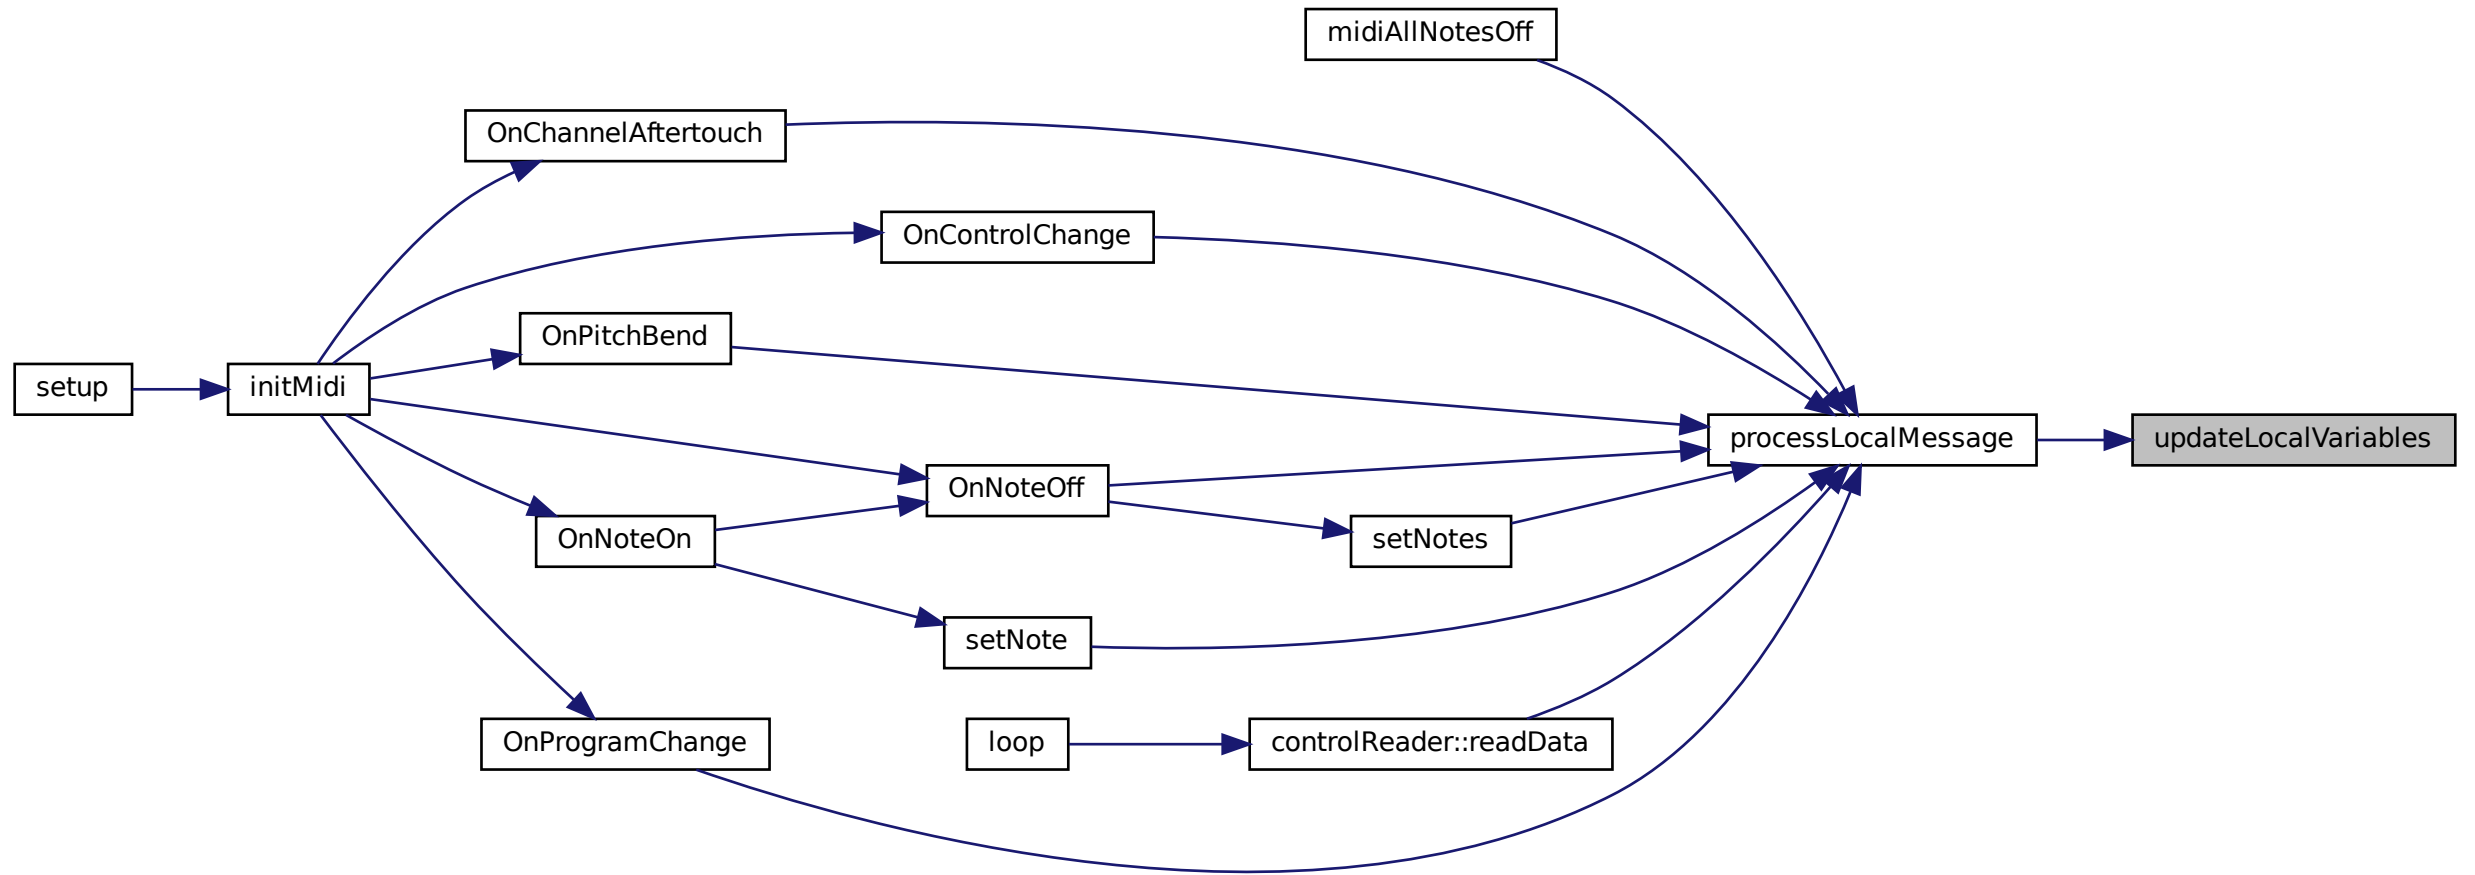 midiAllNotesOff
OnChannelAftertouch
OnControlChange
OnPitchBend
setup
initMidi
processLocalMessage
updateLocalVariables
OnNoteOff
OnNoteOn
setNotes
setNote
OnProgramChange
loop
controlReader::readData